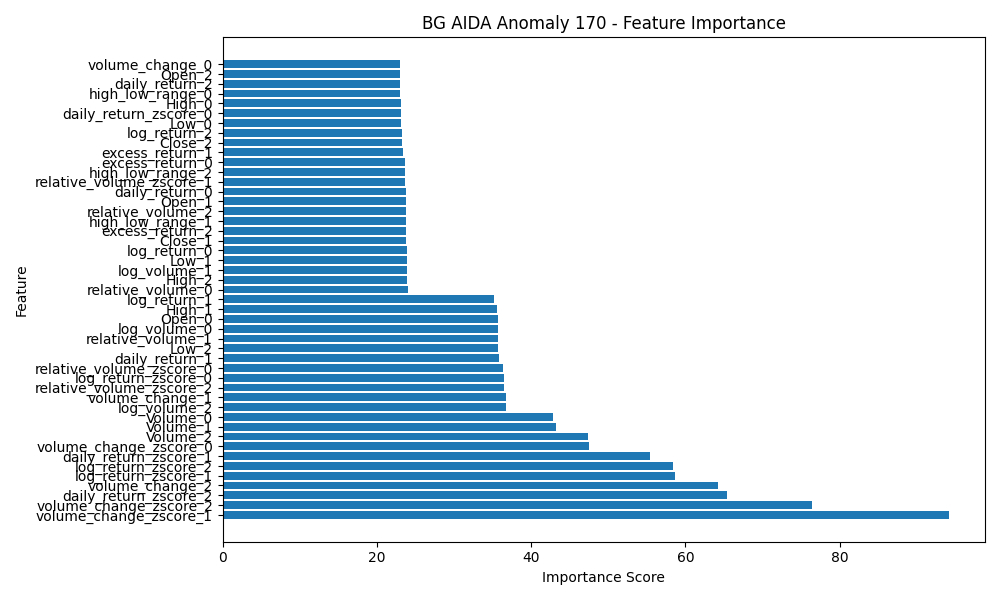 BG AIDA Anomaly 170 - Feature Importance
volume_change_0
Open_2
daily_return_2
high_low_range_0
High_0
daily_return_zscore_0
Low_0
log_return_2
Close_2
excess_return_1
excess_return_0
high_low_range_2
relative_volume_zscore_1
daily_return_0
Open_1
relative_volume_2
high_low_range_1
excess_return_2
Close_1
log_return_0
Low_1
log_volume_1
High_2
relative_volume_0
log_return_1
High_1
Open_0
log_volume_0
relative_volume_1
Low_2
daily_return_1
relative_volume_zscore_0
log_return_zscore_0
relative_volume_zscore_2
volume_change_1
log_volume_2
Volume_0
Volume_1
Volume_2
volume_change_zscore_0
daily_return_zscore_1
log_return_zscore_2
log_return_zscore_1
volume_change_2
daily_return_zscore_2
volume_change_zscore_2
volume_change_zscore_1
Feature
0 20 40 60 80
Importance Score